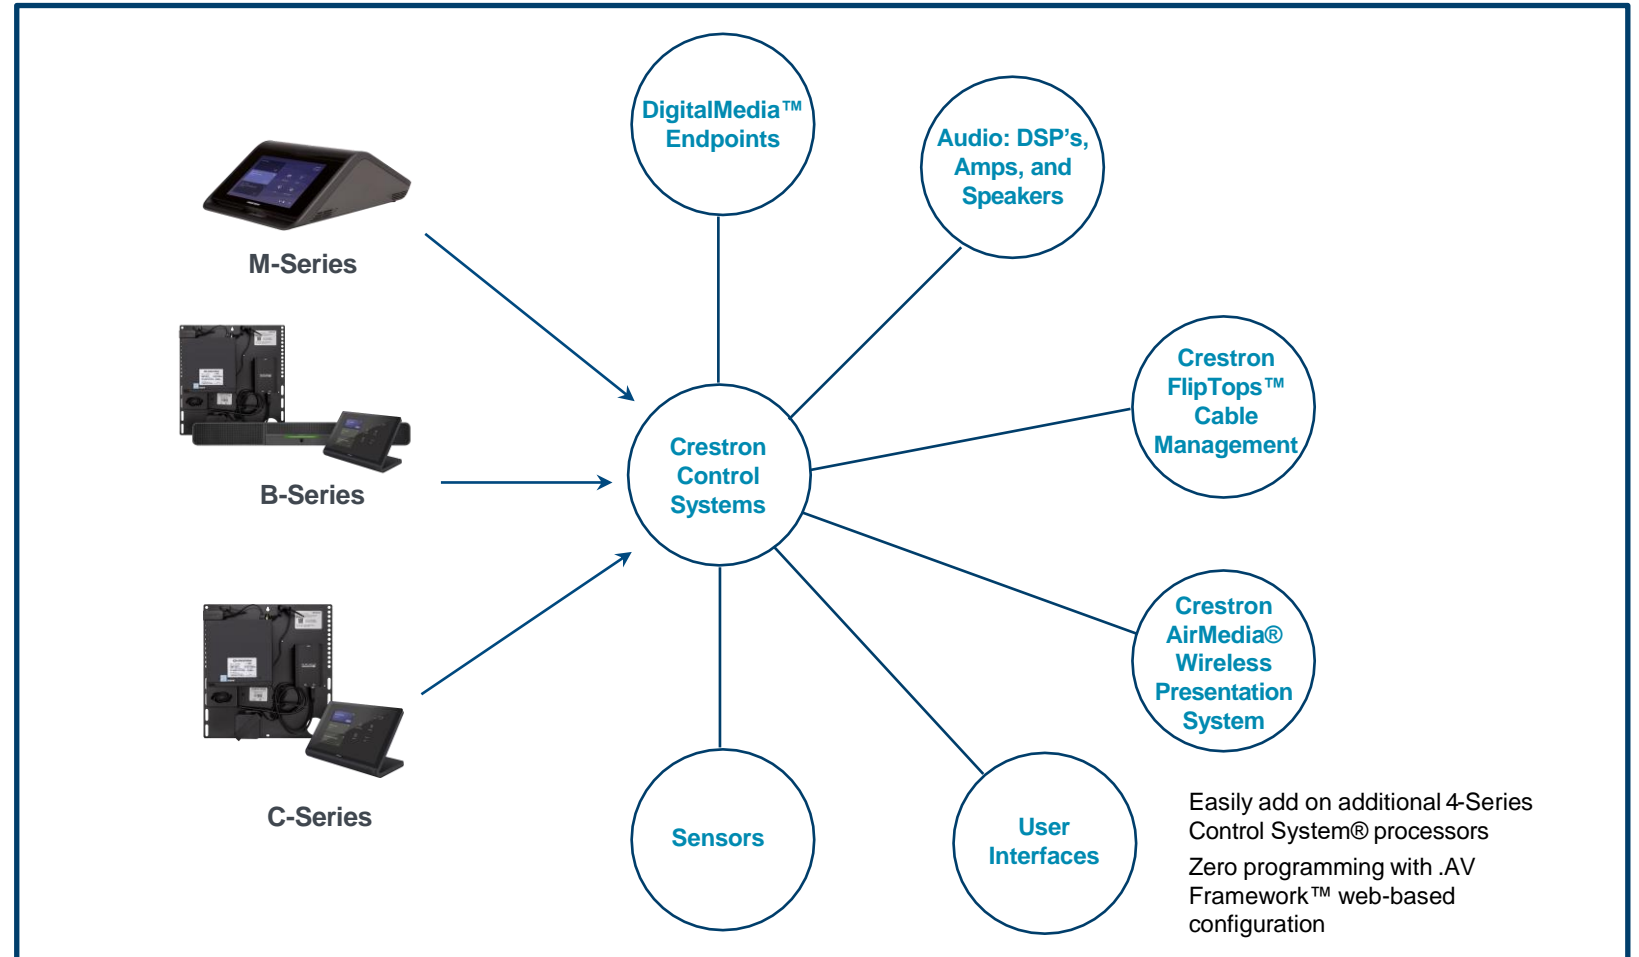 DigitalMedia™
Endpoints
Audio: DSP's,
Amps, and
Speakers
M-Series
Crestron
FlipTops™
Cable
Management
Crestron
Control
Systems
B-Series
Crestron
AirMedia®
Wireless
Presentation
System
C-Series
Sensors
User
Interfaces
Easily add on additional 4-Series
Control System® processors
Zero programming with .AV
Framework™ web-based
configuration